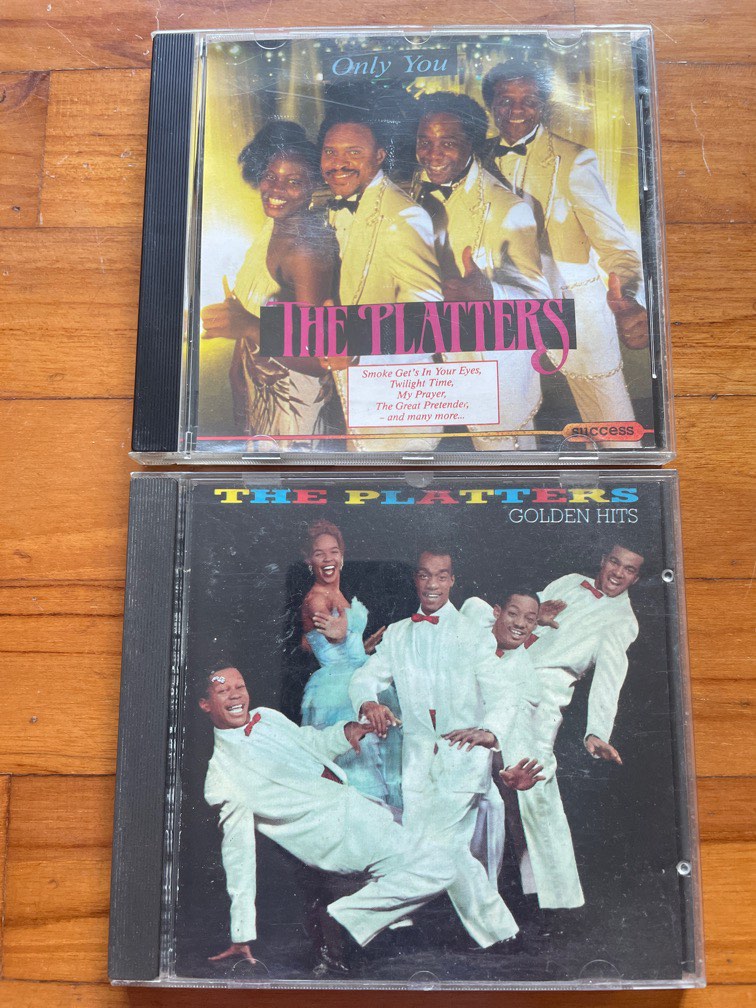 Only You
THE PLATTERS
Smoke Get's In Your Eyes,
Twilight Time,
My Prayer,
The Great Pretender,
- and many more...
success
THE PLATTERS
GOLDEN HITS